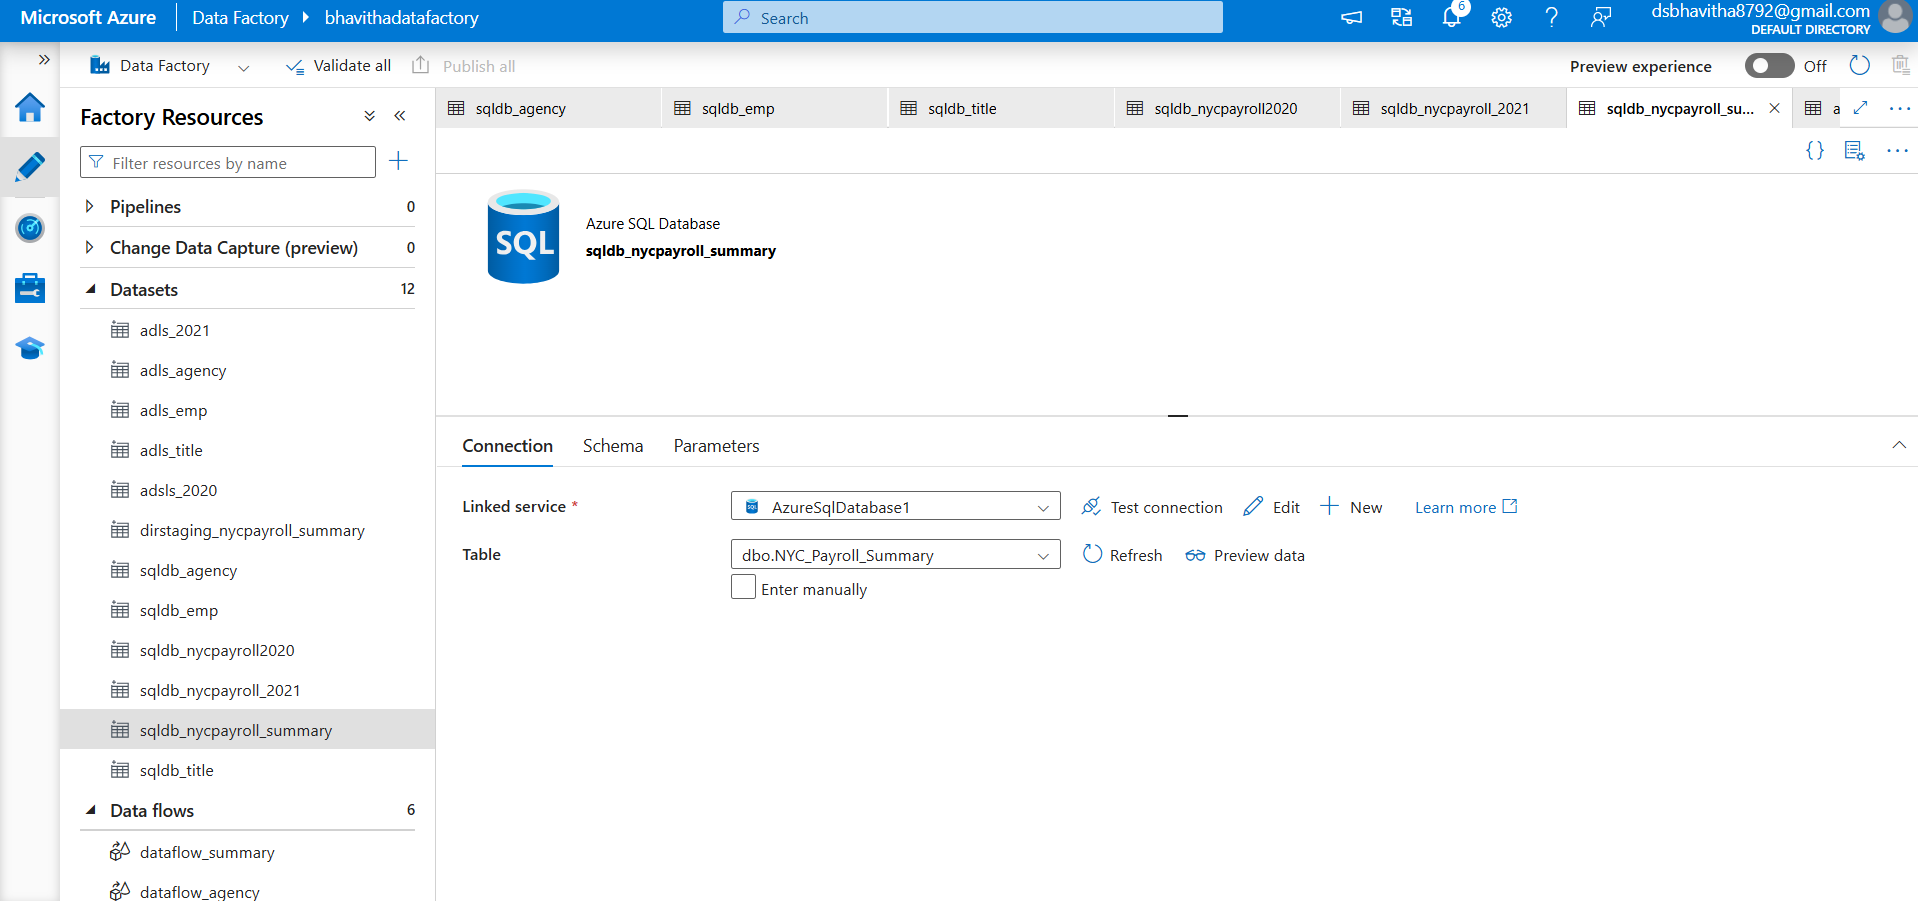 Microsoft Azure
Data Factory
bhavithadatafactory
Search
6
dsbhavitha8792@gmail.com
DEFAULT DIRECTORY
Data Factory
Validate all
Publish all
Preview experience
Off
Factory Resources
Filter resources by name
Pipelines 0
Change Data Capture (preview) 0
Datasets 12
adls_2021
adls_agency
adls_emp
adls_title
adsls_2020
dirstaging_nycpayroll_summary
sqldb_agency
sqldb_emp
sqldb_nycpayroll2020
sqldb_nycpayroll_2021
sqldb_nycpayroll_summary
sqldb_title
Data flows 6
dataflow_summary
dataflow_agency
sqldb_agency
sqldb_emp
sqldb_title
sqldb_nycpayroll2020
sqldb_nycpayroll_2021
sqldb_nycpayroll_su...
a
{}
SQL
Azure SQL Database
sqldb_nycpayroll_summary
Connection
Schema
Parameters
Linked service *
SQL
AzureSqlDatabase1
Test connection
Edit
New
Learn more
Table
dbo.NYC_Payroll_Summary
Refresh
Preview data
Enter manually